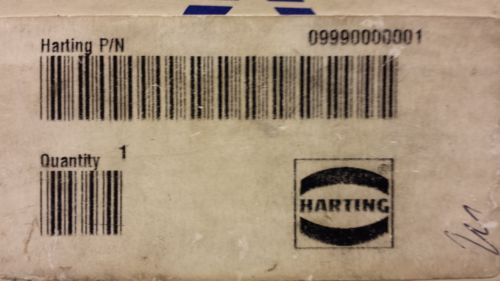 Harting P/N 09990000001
Quantity 1
HARTING